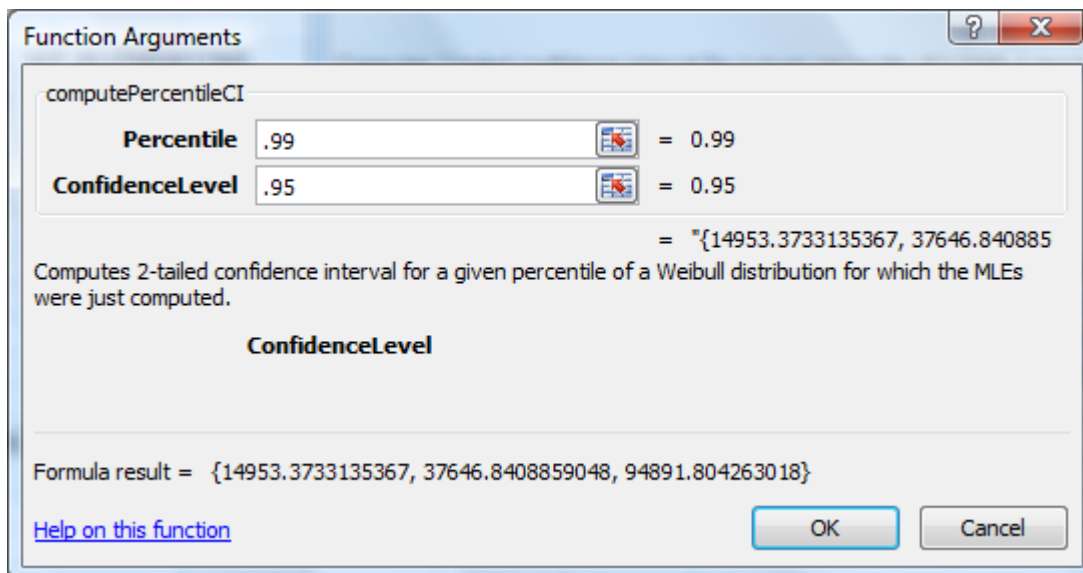 Function Arguments
computePercentileCI
Percentile .99 = 0.99
ConfidenceLevel .95 = 0.95
= "{14953.3733135367, 37646.840885
Computes 2-tailed confidence interval for a given percentile of a Weibull distribution for which the MLEs
were just computed.
ConfidenceLevel
Formula result = {14953.3733135367, 37646.8408859048, 94891.804263018}
Help on this function OK Cancel